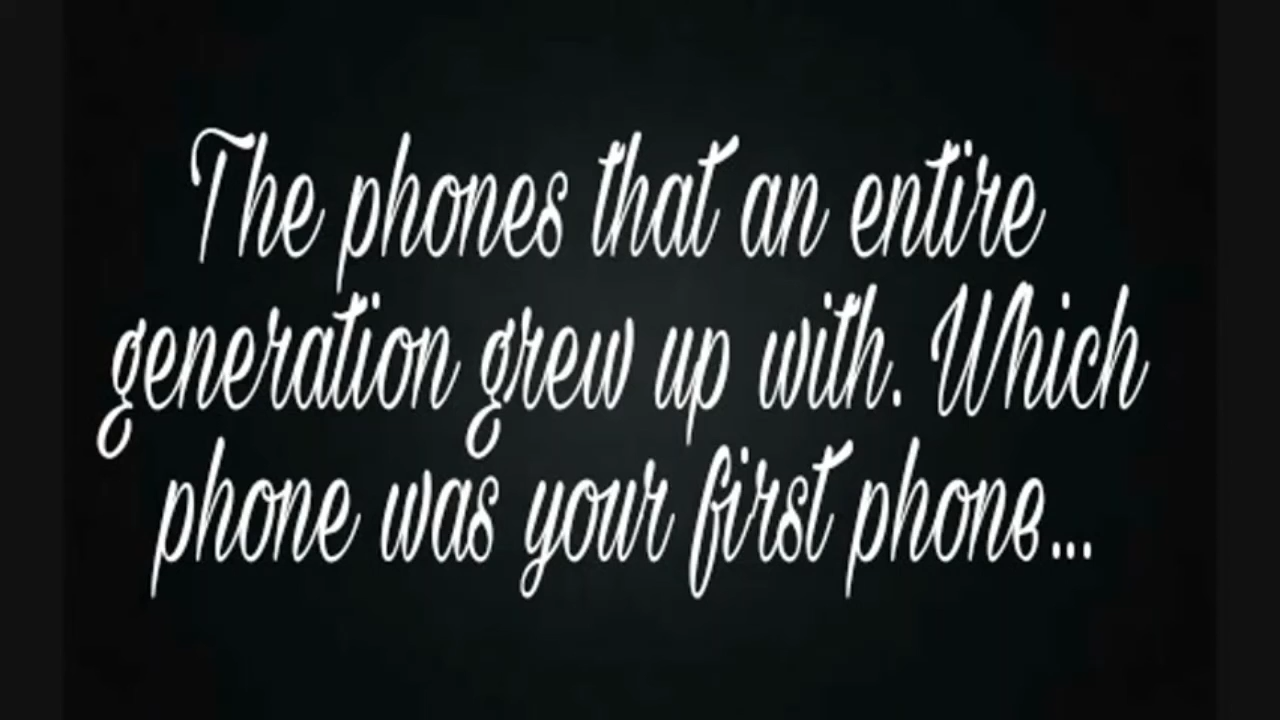 The phones that an entire
generation grew up with. Which
phone was your first phone...